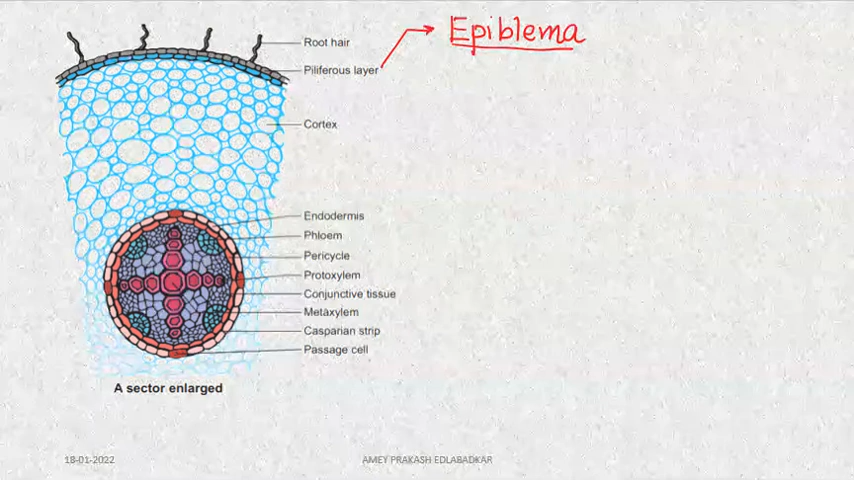 Epiblema
Root hair
Piliferous layer
Cortex
Endodermis
Phloem
Pericycle
Protoxylem
Conjunctive tissue
Metaxylem
Casparian strip
Passage cell
A sector enlarged
18-01-2022
AMEY PRAKASH EDLABADKAR